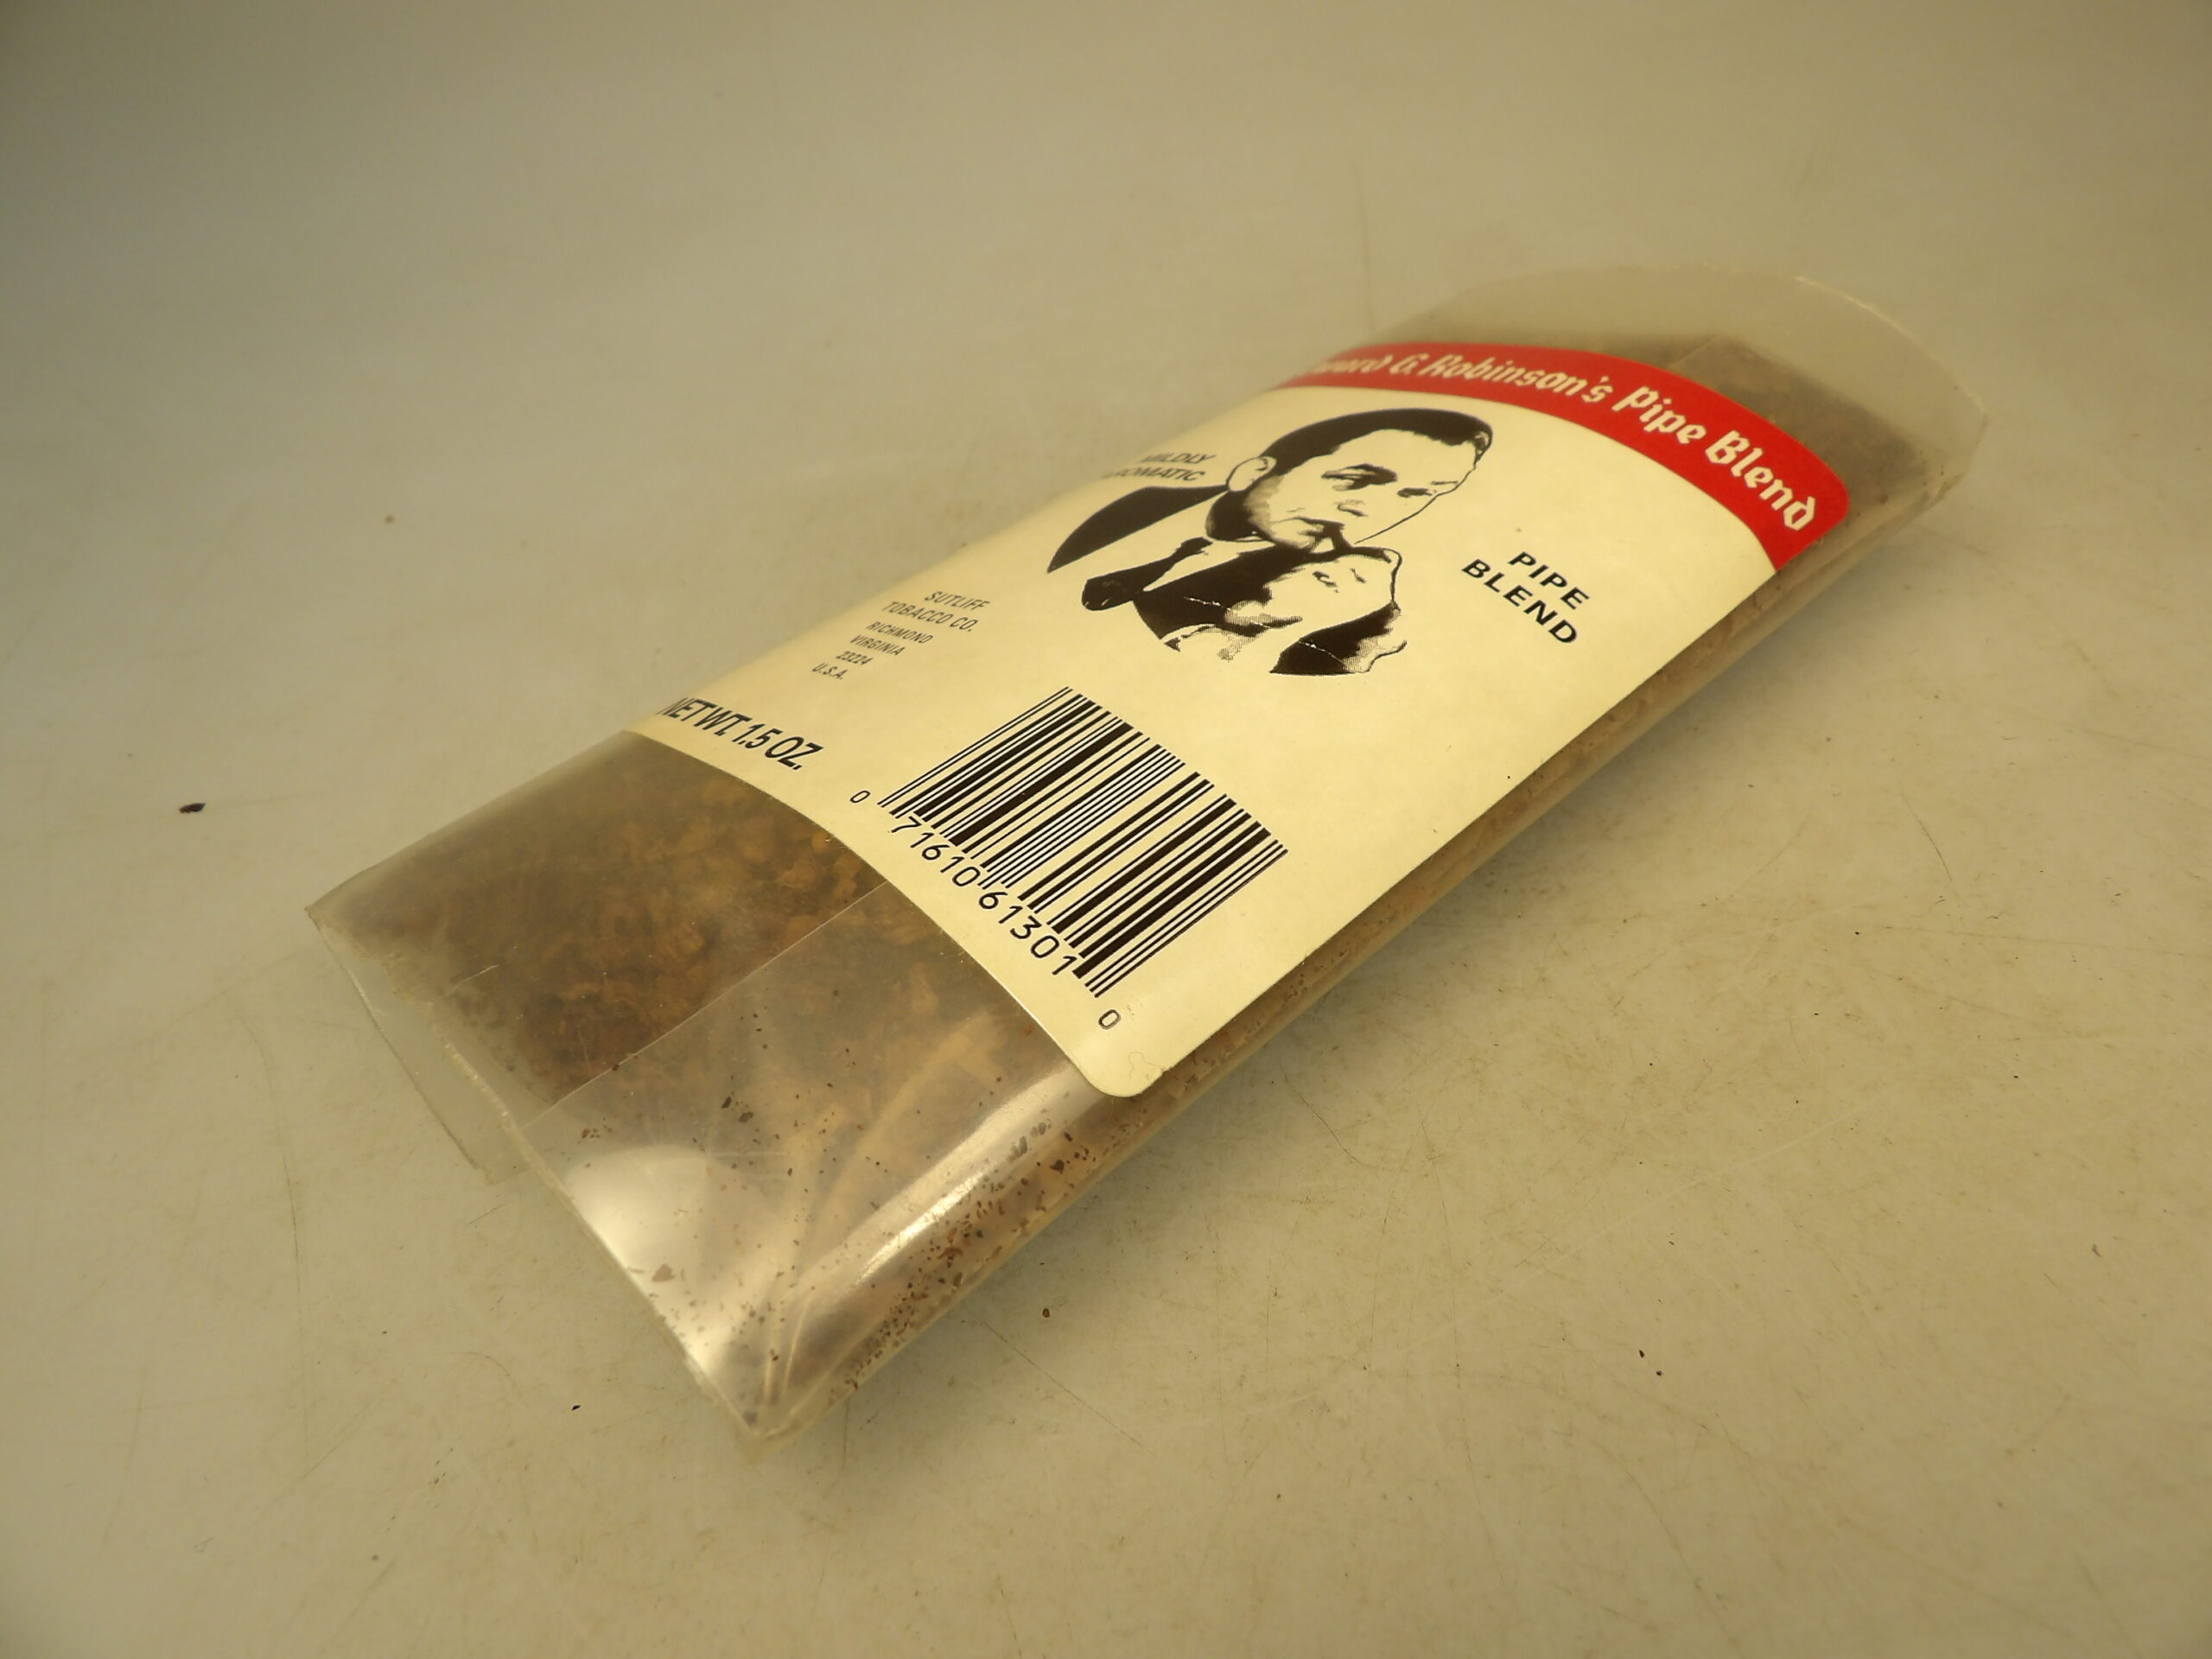 G. Robinson's Pipe Blend
MILDLY
AROMATIC
PIPE
BLEND
SUTLIFF
TOBACCO CO.
RICHMOND
VIRGINIA
23224
U.S.A.
NET WT. 1.5 OZ.
0 71610 61301 0